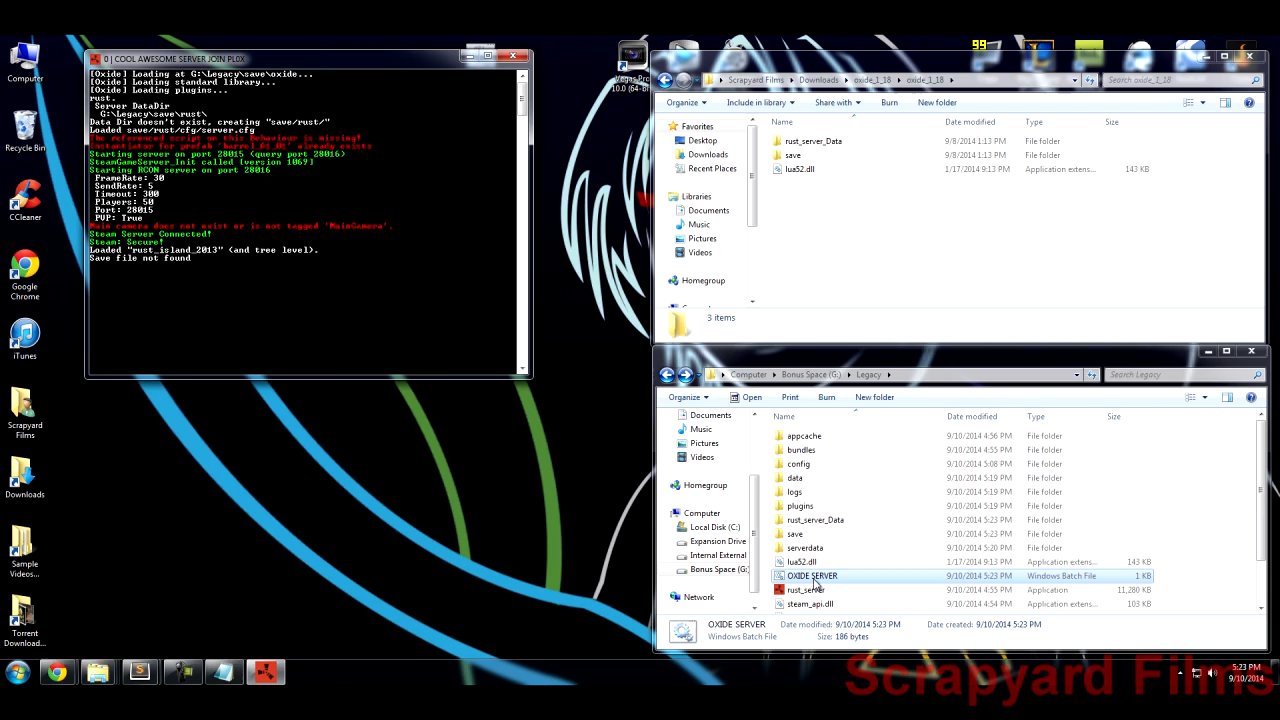 Computer
Recycle Bin
CCleaner
Google
Chrome
iTunes
Scrapyard
Films
Downloads
Sample
Videos...
Torrent
Download...
0 | COOL AWESOME SERVER JOIN PLOX
[Oxide] Loading at G:\Legacy\save\oxide...
[Oxide] Loading standard library...
[Oxide] Loading plugins...
rust.
Server DataDir
G:\Legacy\save\rust\
Data Dir doesn't exist, creating "save/rust/"
Loaded save/rust/cfg/server.cfg
The referenced script on this Behaviour is missing!
Instantiator for prefab 'barrel_01_01' already exists
Starting server on port 28015 (query port 28016)
SteamGameServer_Init called [version 1069]
Starting RCON server on port 28016
FrameRate: 30
SendRate: 5
Timeout: 300
Players: 50
Port: 28015
PVP: True
Main camera does not exist or is not tagged 'MainCamera'.
Steam Server Connected!
Steam: Secure!
Loaded "rust_island_2013" (and tree level).
Save file not found
Vegas Pro
10.0 (64-bit)
99
Scrapyard Films
Downloads
oxide_1_18
oxide_1_18
Search oxide_1_18
Organize
Include in library
Share with
Burn
New folder
Favorites
Desktop
Downloads
Recent Places
Libraries
Documents
Music
Pictures
Videos
Homegroup
Name Date modified Type Size
rust_server_Data 9/8/2014 1:13 PM File folder
save 9/8/2014 1:13 PM File folder
lua52.dll 1/17/2014 9:13 PM Application extens... 143 KB
3 items
Computer
Bonus Space (G:)
Legacy
Search Legacy
Organize
Open
Print
Burn
New folder
Documents
Music
Pictures
Videos
Homegroup
Computer
Local Disk (C:)
Expansion Drive
Internal External
Bonus Space (G:
Network
Name Date modified Type Size
appcache 9/10/2014 4:56 PM File folder
bundles 9/10/2014 4:55 PM File folder
config 9/10/2014 5:08 PM File folder
data 9/10/2014 5:19 PM File folder
logs 9/10/2014 5:19 PM File folder
plugins 9/10/2014 5:19 PM File folder
rust_server_Data 9/10/2014 5:23 PM File folder
save 9/10/2014 5:20 PM File folder
serverdata 9/10/2014 5:20 PM File folder
lua52.dll 1/17/2014 9:13 PM Application extens... 143 KB
OXIDE SERVER 9/10/2014 5:23 PM Windows Batch File 1 KB
rust_server 9/10/2014 4:55 PM Application 11,280 KB
steam_api.dll 9/10/2014 4:54 PM Application extens... 103 KB
OXIDE SERVER Date modified: 9/10/2014 5:23 PM Date created: 9/10/2014 5:23 PM
Windows Batch File Size: 186 bytes
5:23 PM
9/10/2014
Scrapyard Films